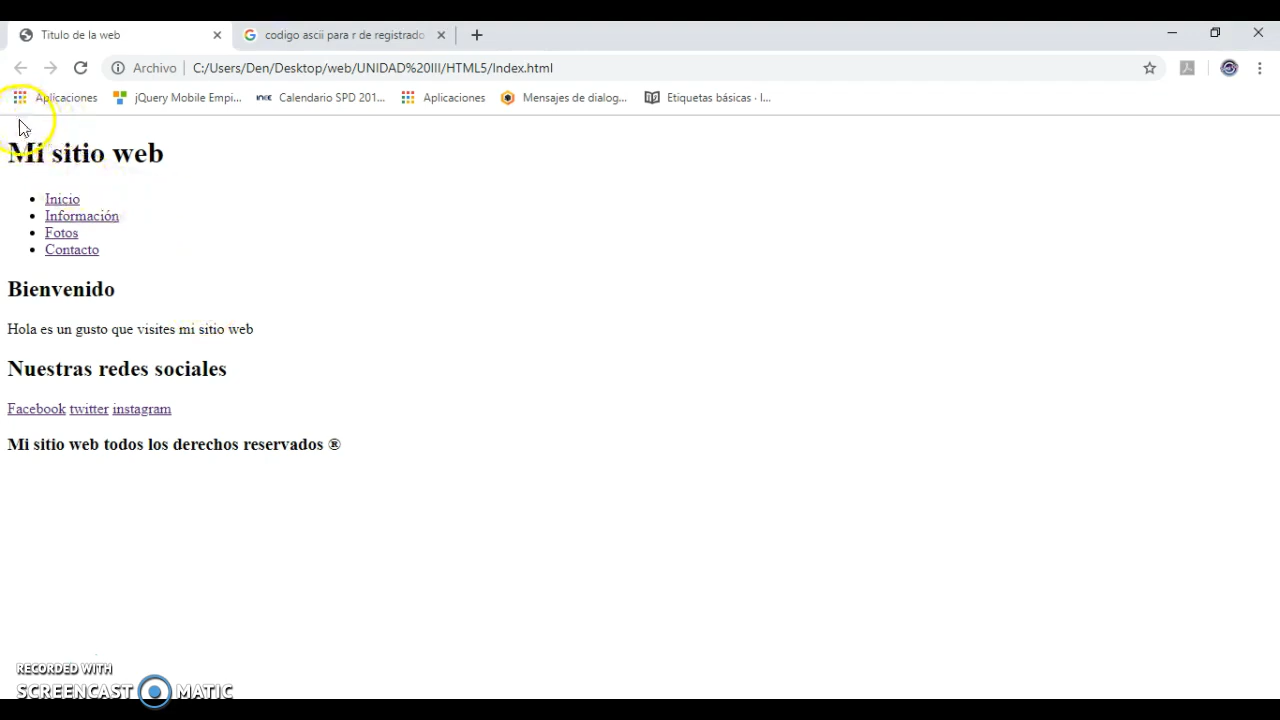 Titulo de la web
codigo ascii para r de registrado
Archivo
C:/Users/Den/Desktop/web/UNIDAD%20III/HTML5/Index.html
Aplicaciones
jQuery Mobile Empi...
INEE Calendario SPD 201...
Aplicaciones
Mensajes de dialog...
Etiquetas básicas · I...
Mi sitio web
Inicio
Información
Fotos
Contacto
Bienvenido
Hola es un gusto que visites mi sitio web
Nuestras redes sociales
Facebook twitter instagram
Mi sitio web todos los derechos reservados ®
RECORDED WITH
SCREENCAST MATIC